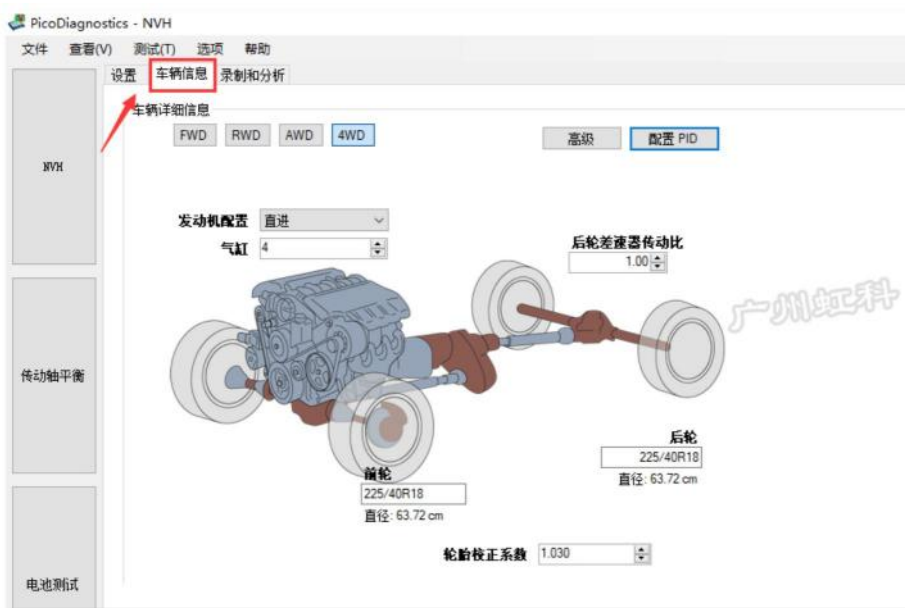 PicoDiagnostics - NVH
文件 查看(V) 测试(T) 选项 帮助
设置 车辆信息 录制和分析
车辆详细信息
FWD RWD AWD 4WD 高级 配置 PID
NVH
发动机配置 直进
气缸 4
后轮差速器传动比
1.00
广州虹科
传动轴平衡
后轮
225/40R18
直径: 63.72 cm
前轮
225/40R18
直径: 63.72 cm
轮胎校正系数 1.030
电池测试